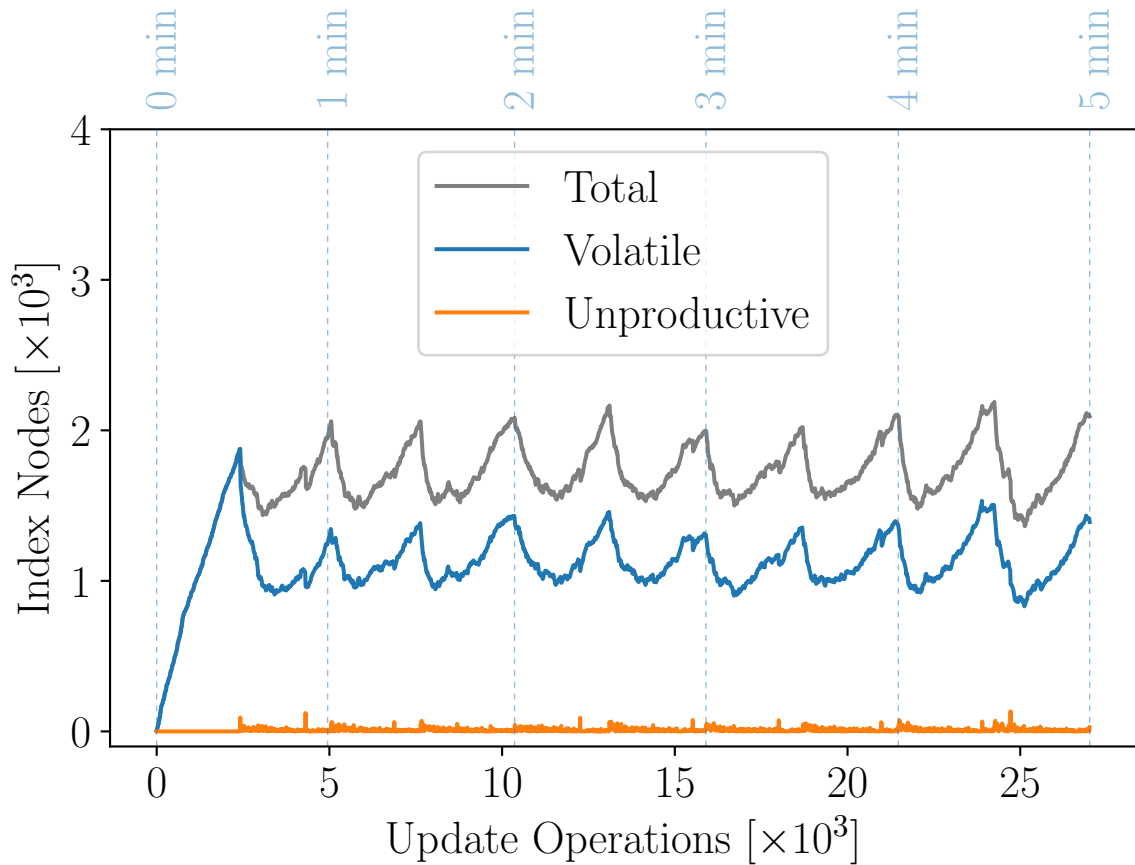 0 min
1 min
2 min
3 min
4 min
5 min
4
3
2
1
0
Index Nodes [×10³]
Total
Volatile
Unproductive
0
5
10
15
20
25
Update Operations [×10³]